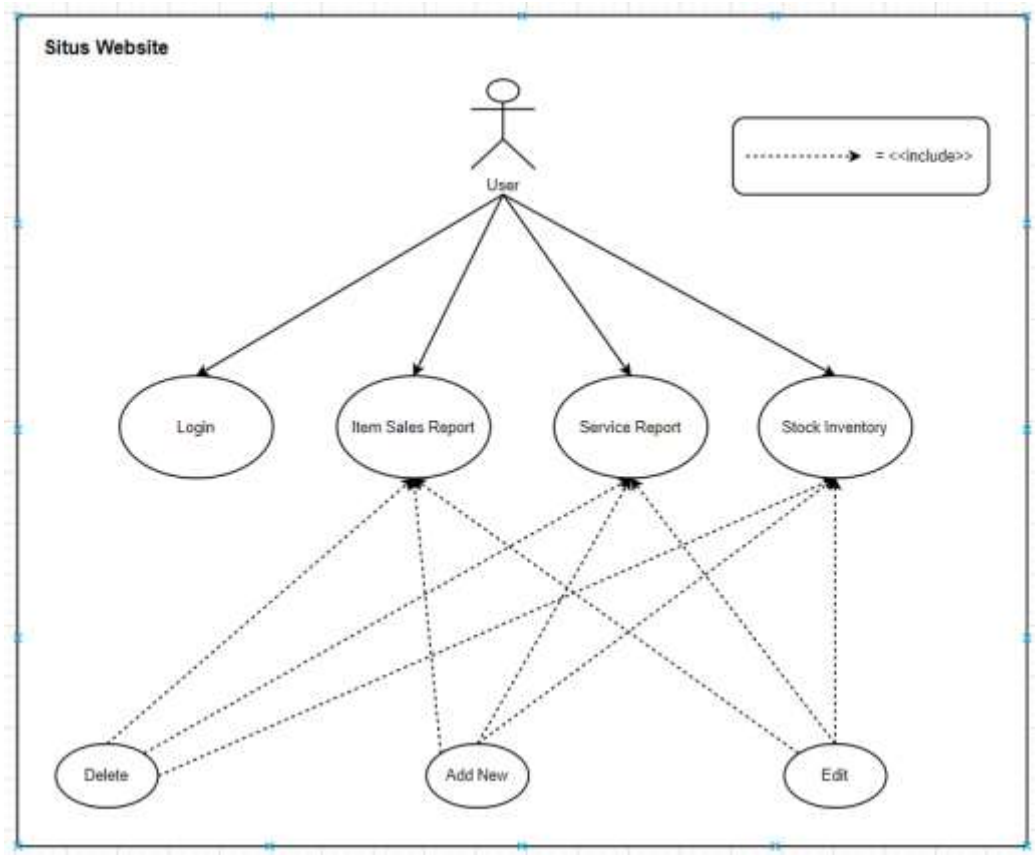 Situs Website
= <<include>>
User
Login
Item Sales Report
Service Report
Stock Inventory
Delete
Add New
Edit